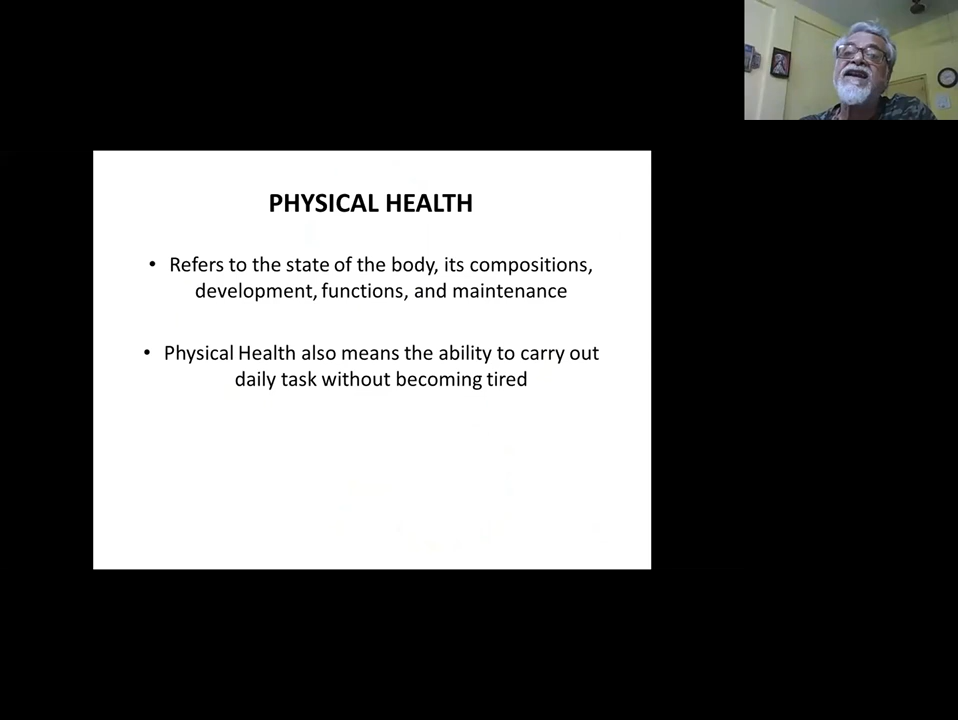 PHYSICAL HEALTH
• Refers to the state of the body, its compositions,
development, functions, and maintenance
• Physical Health also means the ability to carry out
daily task without becoming tired